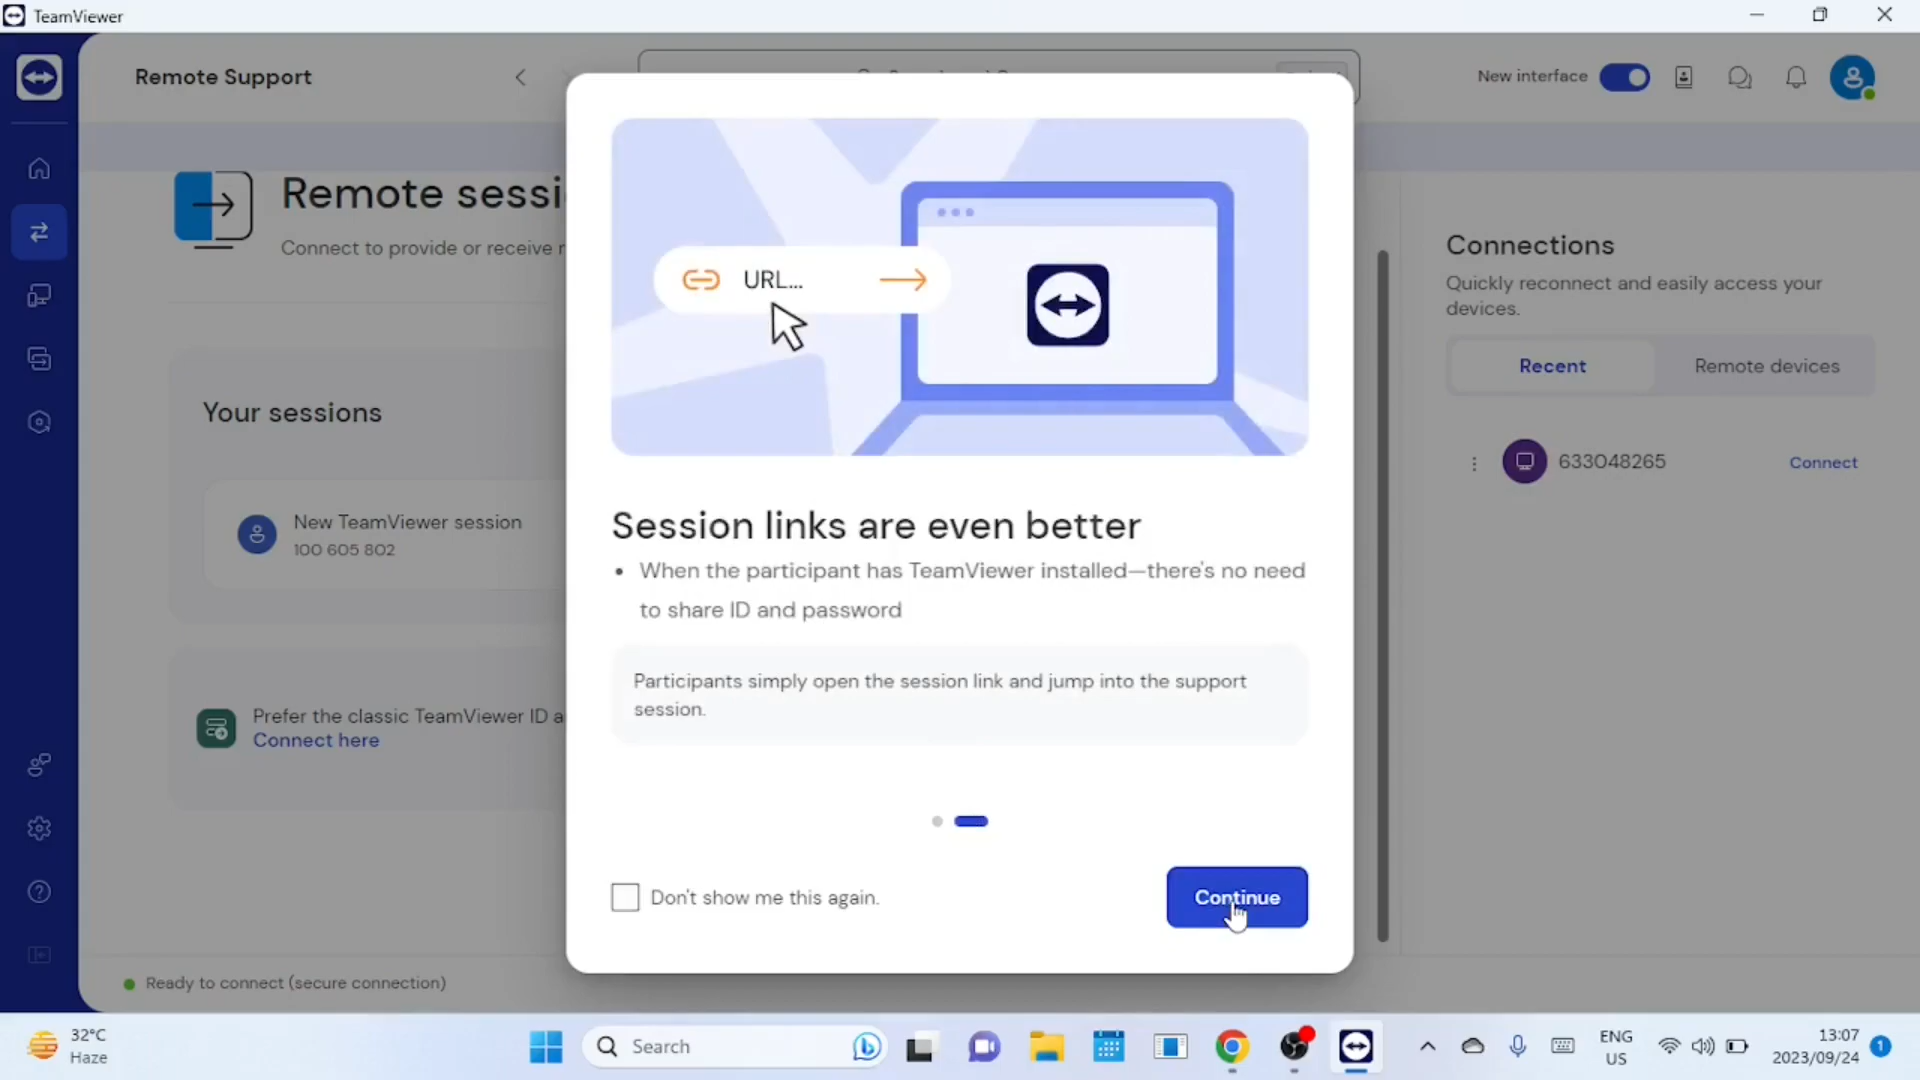 TeamViewer
Remote Support
New interface
Remote sessi
Connect to provide or receive r
Your sessions
New TeamViewer session
100 605 802
Prefer the classic TeamViewer ID a
Connect here
Ready to connect (secure connection)
URL...
Session links are even better
• When the participant has TeamViewer installed—there's no need
to share ID and password
Participants simply open the session link and jump into the support
session.
Don't show me this again.
Continue
Connections
Quickly reconnect and easily access your
devices.
Recent
Remote devices
633048265
Connect
32°C
Haze
Search
ENG
US
13:07
2023/09/24
1